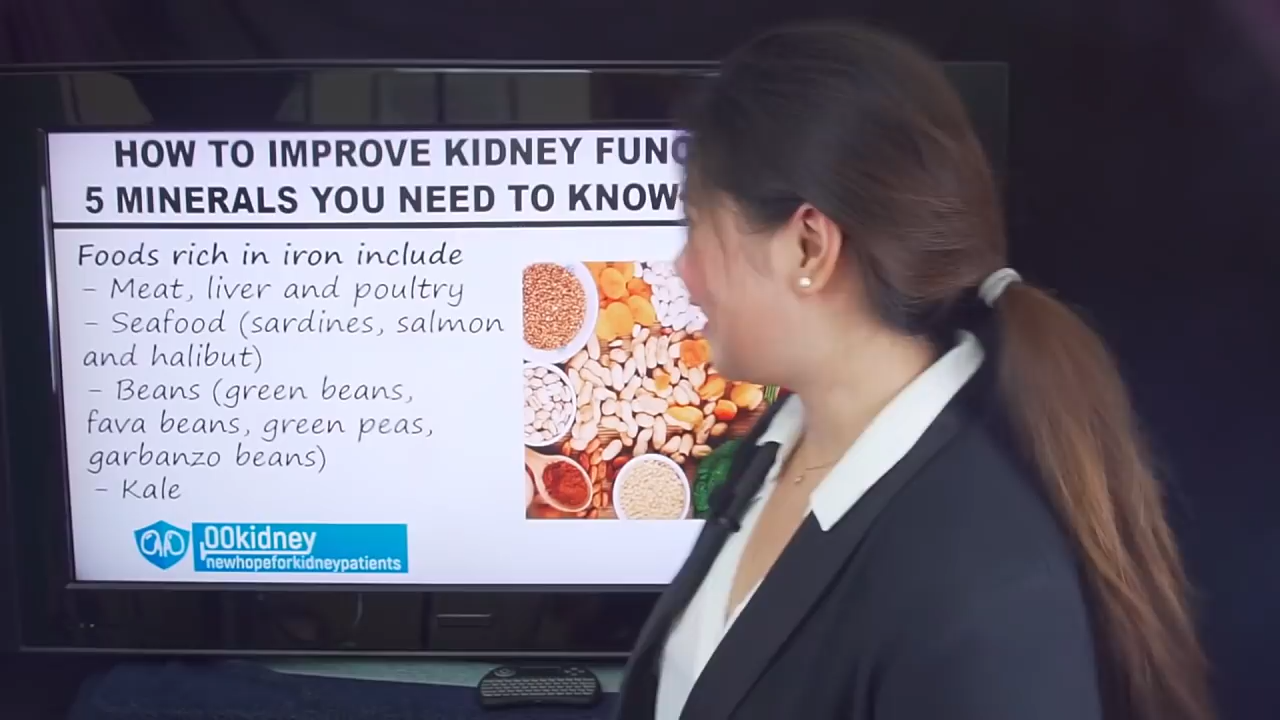 HOW TO IMPROVE KIDNEY
5 MINERALS YOU NEED TO KNOW
Foods rich in iron include
- Meat, liver and poultry
- Seafood (sardines, salmon
and halibut)
- Beans (green beans,
fava beans, green peas,
garbanzo beans)
- Kale
00kidney
newhopeforkidneypatients